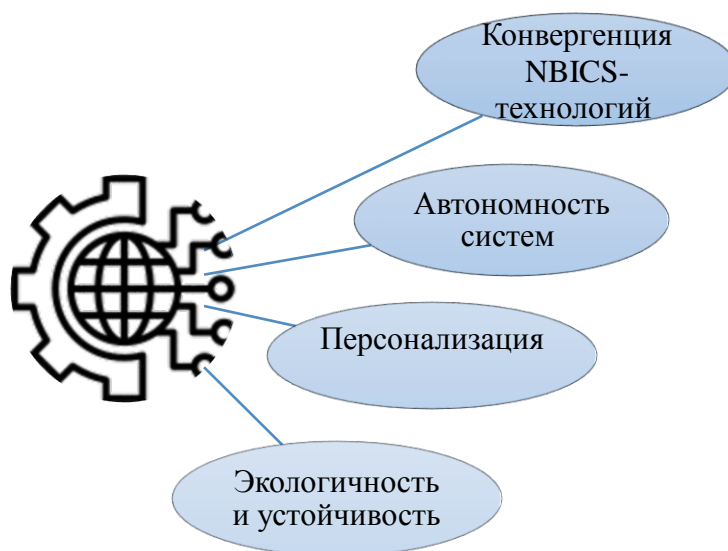 Конвергенция
NBICS-
технологий
Автономность
систем
Персонализация
Экологичность
и устойчивость